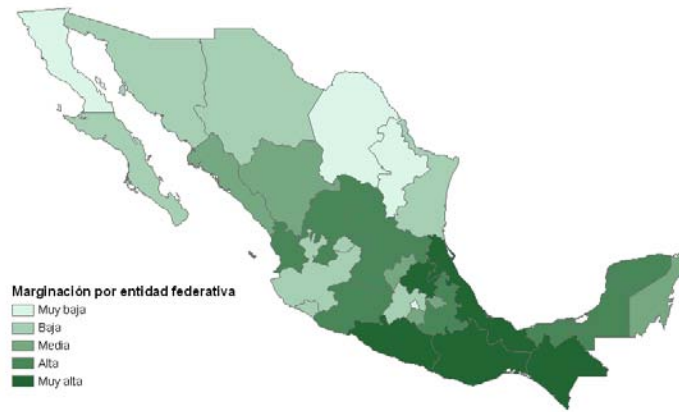 Marginación por entidad federativa
Muy baja
Baja
Media
Alta
Muy alta